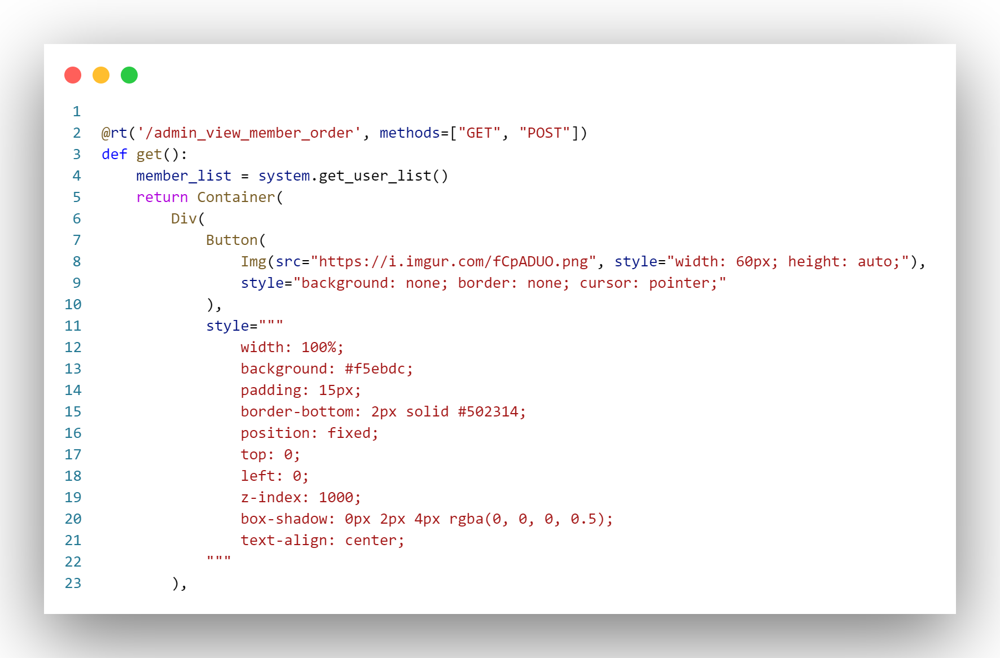 1
2 @rt('/admin_view_member_order', methods=["GET", "POST"])
3 def get():
4     member_list = system.get_user_list()
5     return Container(
6         Div(
7             Button(
8                 Img(src="https://i.imgur.com/fCpADUO.png", style="width: 60px; height: auto;"),
9                 style="background: none; border: none; cursor: pointer;"
10             ),
11             style="""
12                 width: 100%;
13                 background: #f5ebdc;
14                 padding: 15px;
15                 border-bottom: 2px solid #502314;
16                 position: fixed;
17                 top: 0;
18                 left: 0;
19                 z-index: 1000;
20                 box-shadow: 0px 2px 4px rgba(0, 0, 0, 0.5);
21                 text-align: center;
22             """
23         ),